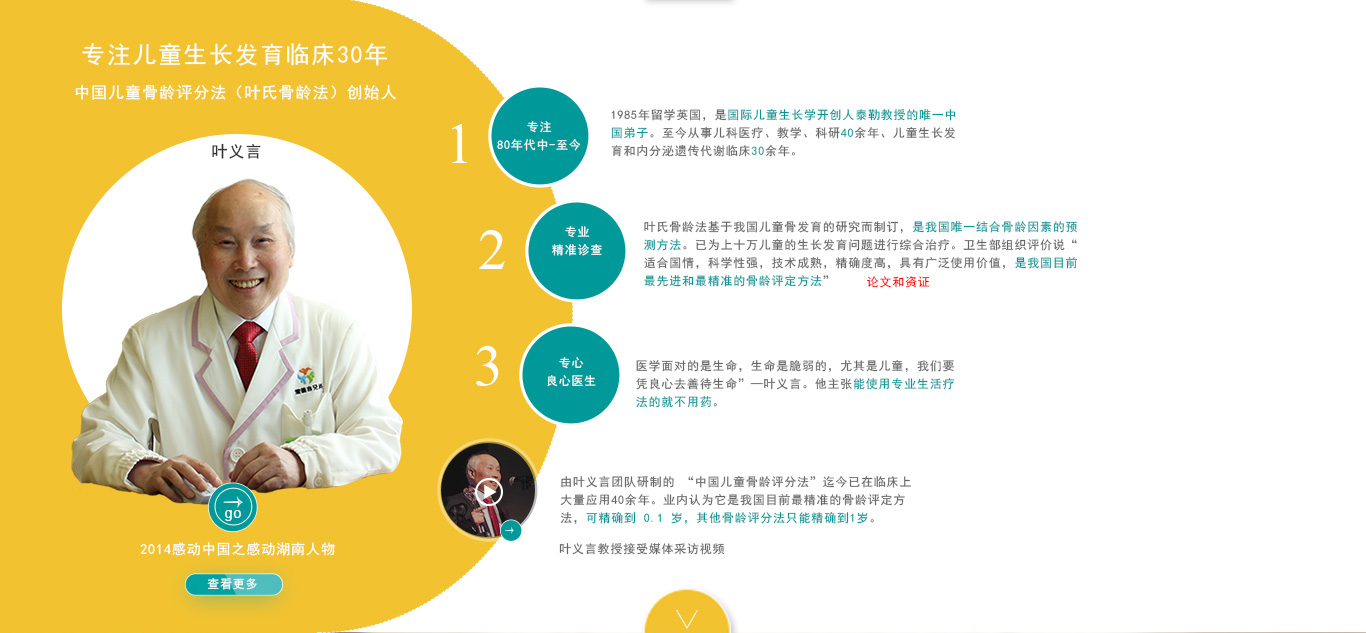 专注儿童生长发育临床30年
中国儿童骨龄评分法（叶氏骨龄法）创始人
叶义言
go
2014感动中国之感动湖南人物
查看更多
1
专注
80年代中-至今
1985年留学英国，是国际儿童生长学开创人泰勒教授的唯一中
国弟子。至今从事儿科医疗、教学、科研40余年、儿童生长发
育和内分泌遗传代谢临床30余年。
2
专业
精准诊查
叶氏骨龄法基于我国儿童骨发育的研究而制订，是我国唯一结合骨龄因素的预
测方法。已为上十万儿童的生长发育问题进行综合治疗。卫生部组织评价说“
适合国情，科学性强，技术成熟，精确度高，具有广泛使用价值，是我国目前
最先进和最精准的骨龄评定方法”
论文和资证
3
专心
良心医生
医学面对的是生命，生命是脆弱的，尤其是儿童，我们要
凭良心去善待生命”—叶义言。他主张能使用专业生活疗
法的就不用药。
由叶义言团队研制的 “中国儿童骨龄评分法”迄今已在临床上
大量应用40余年。业内认为它是我国目前最精准的骨龄评定方
法，可精确到 0.1 岁，其他骨龄评分法只能精确到1岁。
叶义言教授接受媒体采访视频